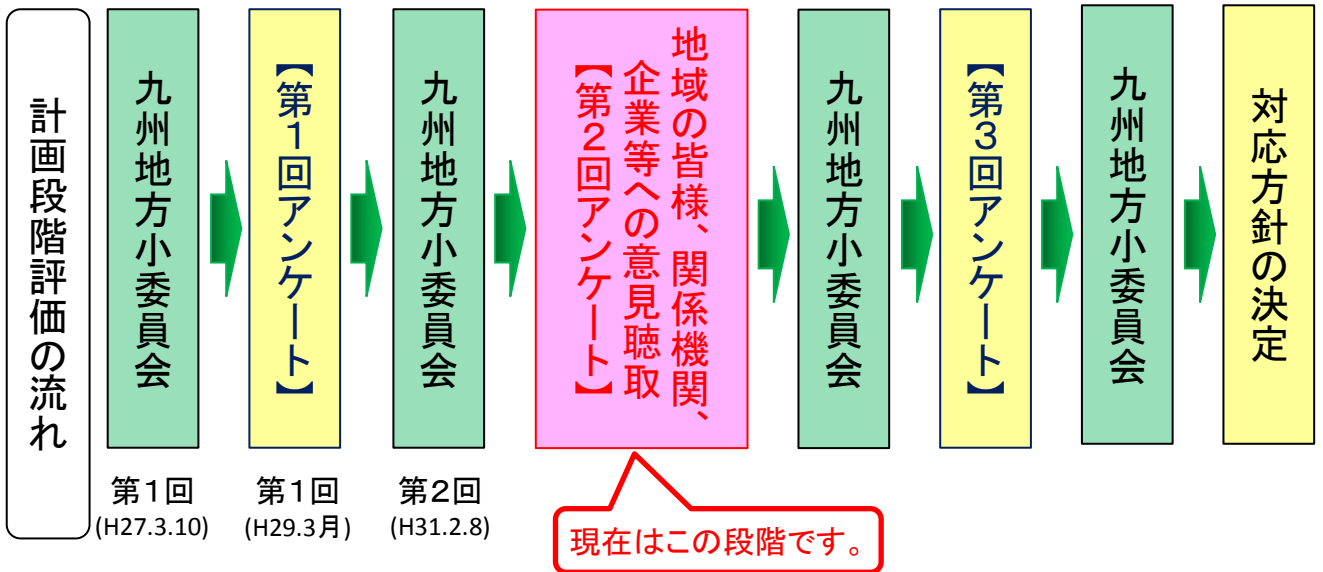 計画段階評価の流れ
九州地方小委員会
第1回
(H27.3.10)
【第1回アンケート】
第1回
(H29.3月)
九州地方小委員会
第2回
(H31.2.8)
地域の皆様、関係機関、
企業等への意見聴取
【第2回アンケート】
現在はこの段階です。
九州地方小委員会
【第3回アンケート】
九州地方小委員会
対応方針の決定